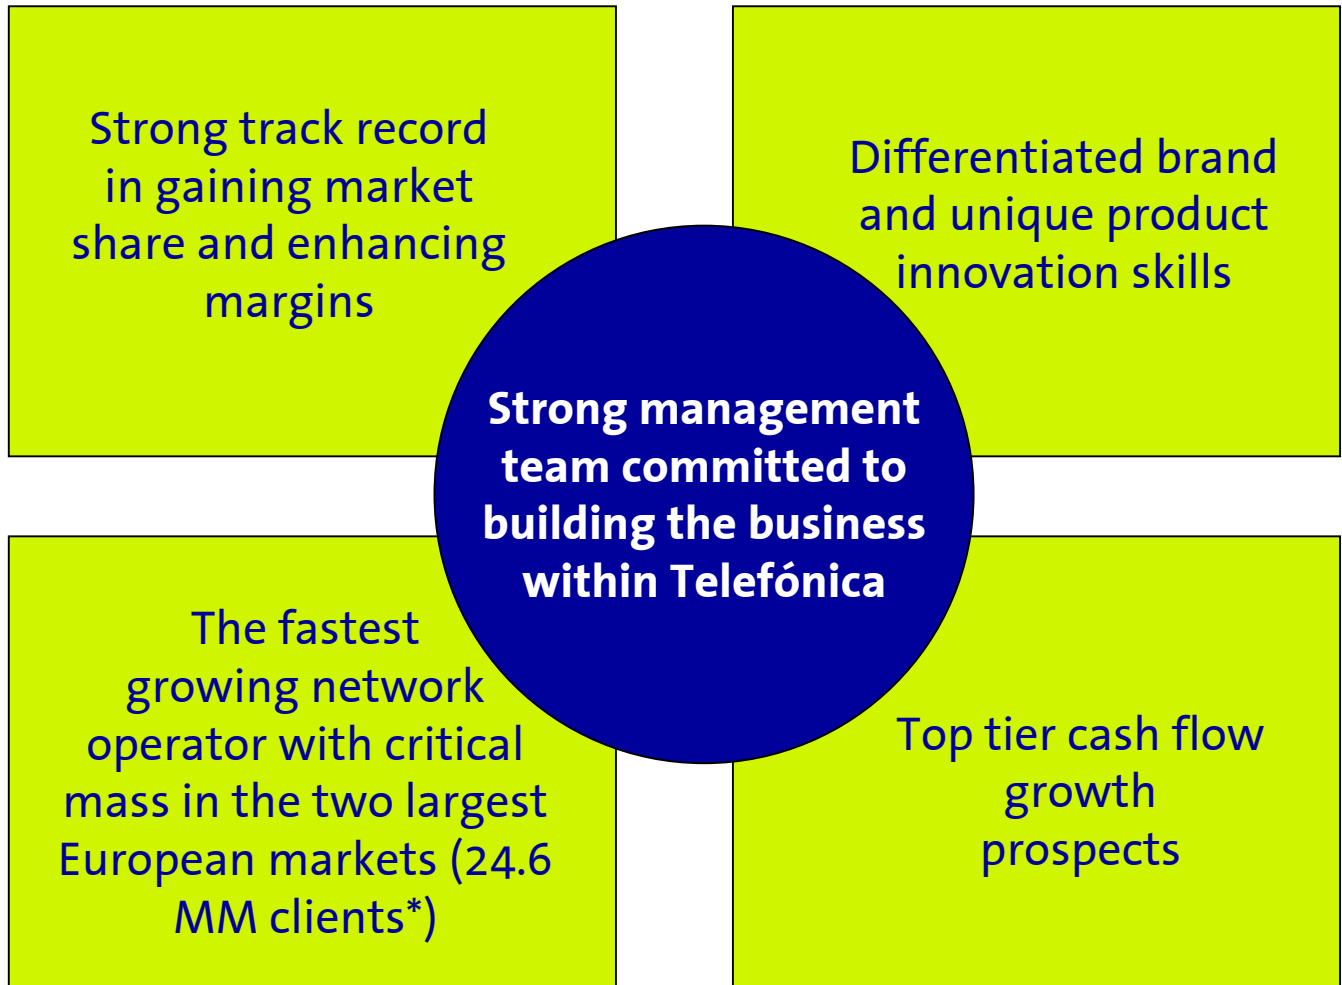 Strong track record
in gaining market
share and enhancing
margins
Differentiated brand
and unique product
innovation skills
Strong management
team committed to
building the business
within Telefónica
The fastest
growing network
operator with critical
mass in the two largest
European markets (24.6
MM clients*)
Top tier cash flow
growth
prospects